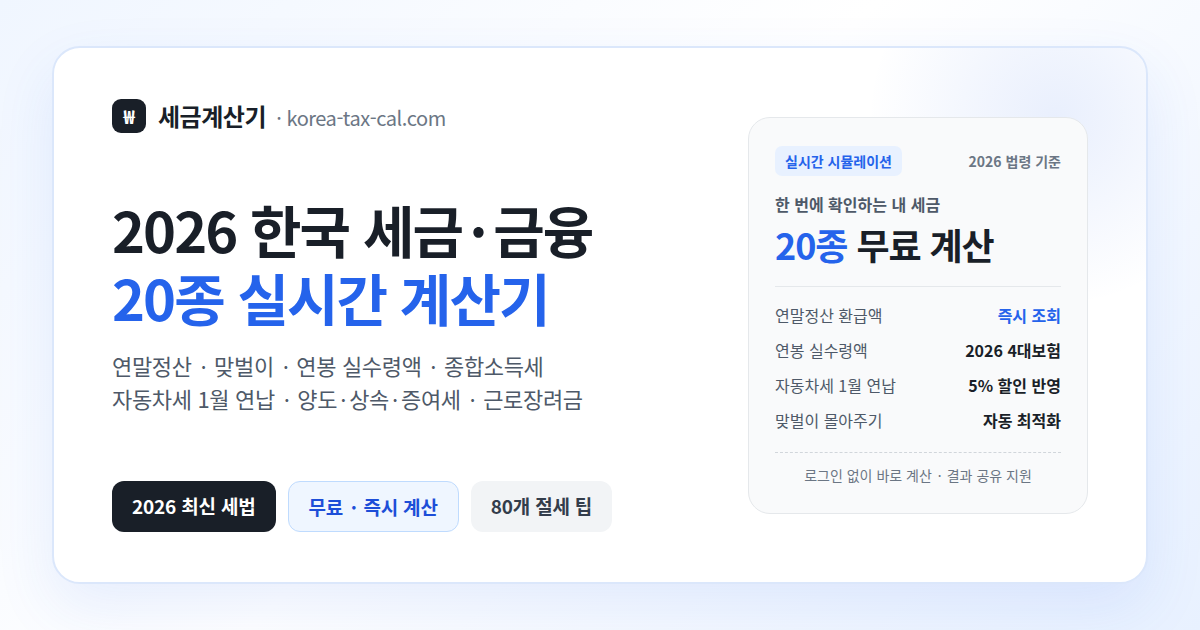 ₩ 세금계산기 · korea-tax-cal.com
2026 한국 세금·금융
20종 실시간 계산기
연말정산 · 맞벌이 · 연봉 실수령액 · 종합소득세
자동차세 1월 연납 · 양도·상속·증여세 · 근로장려금
2026 최신 세법
무료 · 즉시 계산
80개 절세 팁
실시간 시뮬레이션 2026 법령 기준
한 번에 확인하는 내 세금
20종 무료 계산
연말정산 환급액 즉시 조회
연봉 실수령액 2026 4대보험
자동차세 1월 연납 5% 할인 반영
맞벌이 몰아주기 자동 최적화
로그인 없이 바로 계산 · 결과 공유 지원